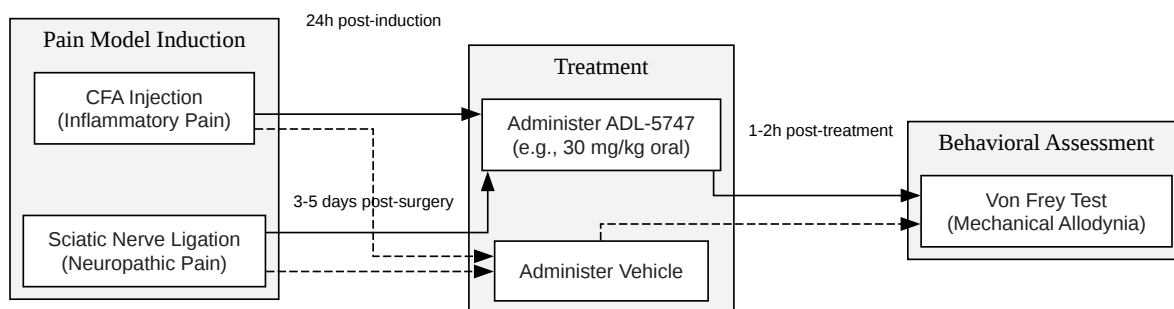 24h post-induction
Pain Model Induction
CFA Injection
(Inflammatory Pain)
3-5 days post-surgery
Sciatic Nerve Ligation
(Neuropathic Pain)
Treatment
Administer ADL-5747
(e.g., 30 mg/kg oral)
Administer Vehicle
1-2h post-treatment
Behavioral Assessment
Von Frey Test
(Mechanical Allodynia)